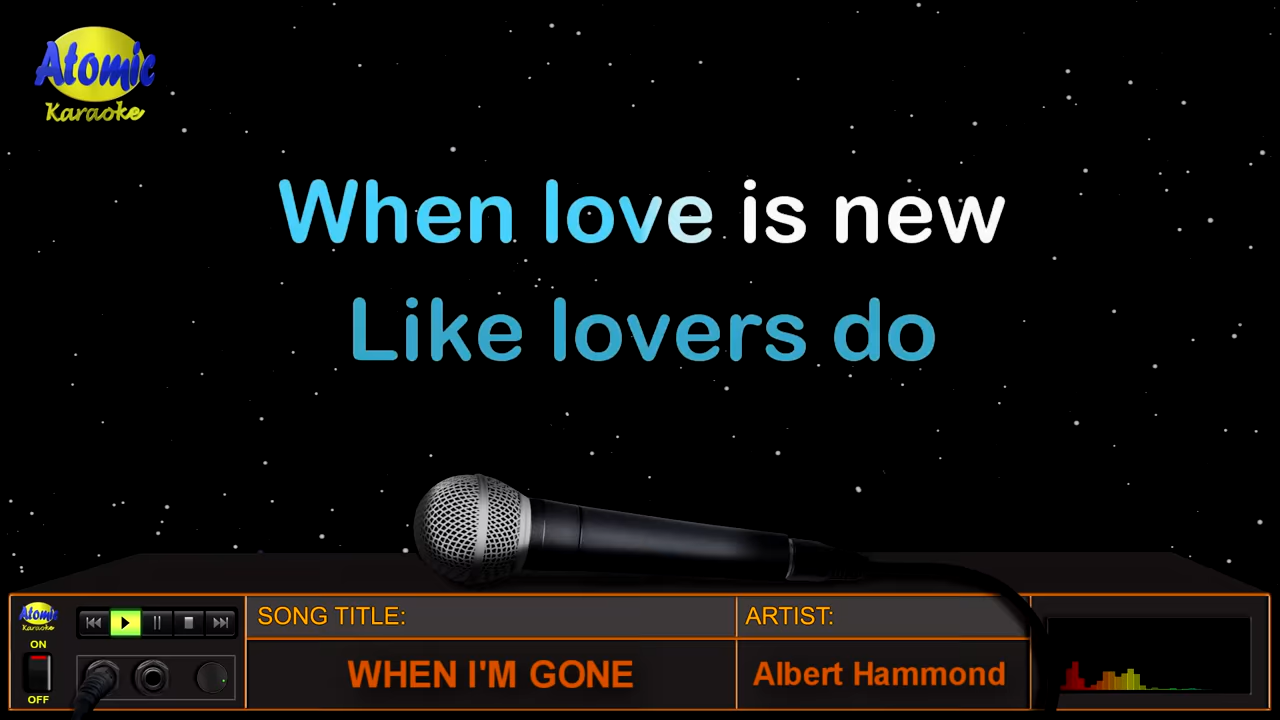 Atomic
Karaoke
When love is new
Like lovers do
Atomic
Karaoke
ON
OFF
SONG TITLE:
WHEN I'M GONE
ARTIST:
Albert Hammond